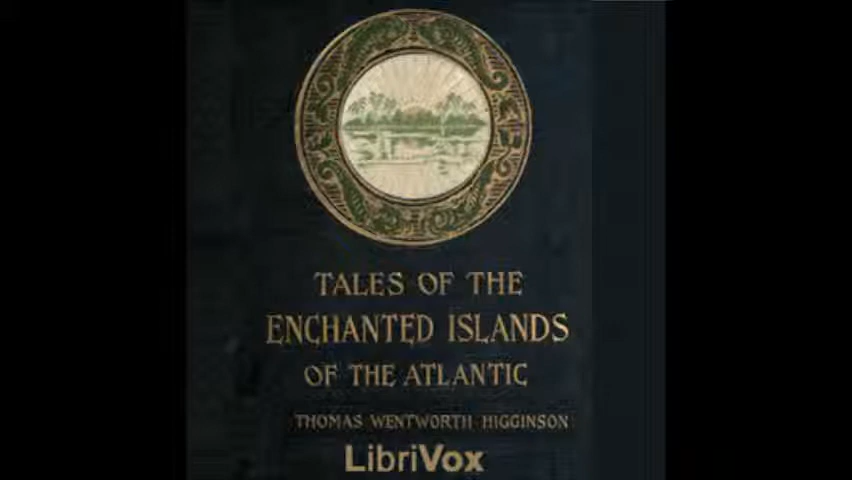 TALES OF THE
ENCHANTED ISLANDS
OF THE ATLANTIC
THOMAS WENTWORTH HIGGINSON
LibriVox